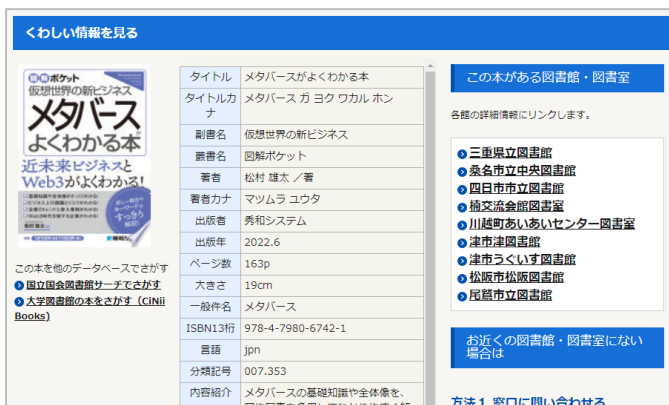 くわしい情報を見る
図解ポケット
仮想世界の新ビジネス
メタバースが
よくわかる本
近未来ビジネスと
Web3がよくわかる!
すっきり
解説!
秀和システム
この本を他のデータベースでさがす
国立国会図書館サーチでさがす
大学図書館の本をさがす（CiNii
Books)
タイトル メタバースがよくわかる本
タイトルカナ メタバース ガ ヨク ワカル ホン
副書名 仮想世界の新ビジネス
叢書名 図解ポケット
著者 松村 雄太 ／著
著者カナ マツムラ ユウタ
出版者 秀和システム
出版年 2022.6
ページ数 163p
大きさ 19cm
一般件名 メタバース
ISBN13桁 978-4-7980-6742-1
言語 jpn
分類記号 007.353
内容紹介 メタバースの基礎知識や全体像を、
この本がある図書館・図書室
各館の詳細情報にリンクします。
三重県立図書館
桑名市立中央図書館
四日市市立図書館
楠交流会館図書室
川越町あいあいセンター図書室
津市津図書館
津市うぐいす図書館
松阪市松阪図書館
尾鷲市立図書館
お近くの図書館・図書室にない
場合は
方法１ 窓口に問い合わせる